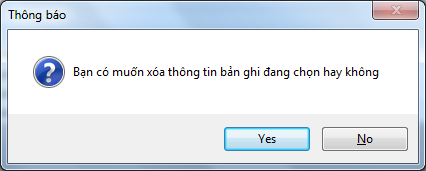 Thông báo
Bạn có muốn xóa thông tin bản ghi đang chọn hay không
Yes
No